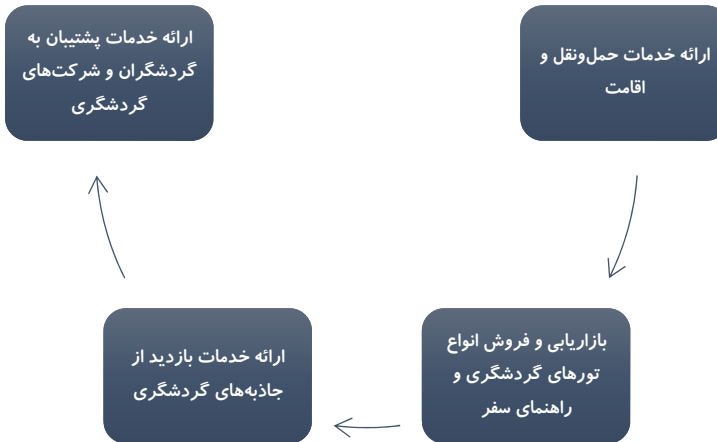 ارائه خدمات حمل‌ونقل و
اقامت
بازاریابی و فروش انواع
تورهای گردشگری و
راهنمای سفر
ارائه خدمات بازدید از
جاذبه‌های گردشگری
ارائه خدمات پشتیبان به
گردشگران و شرکت‌های
گردشگری